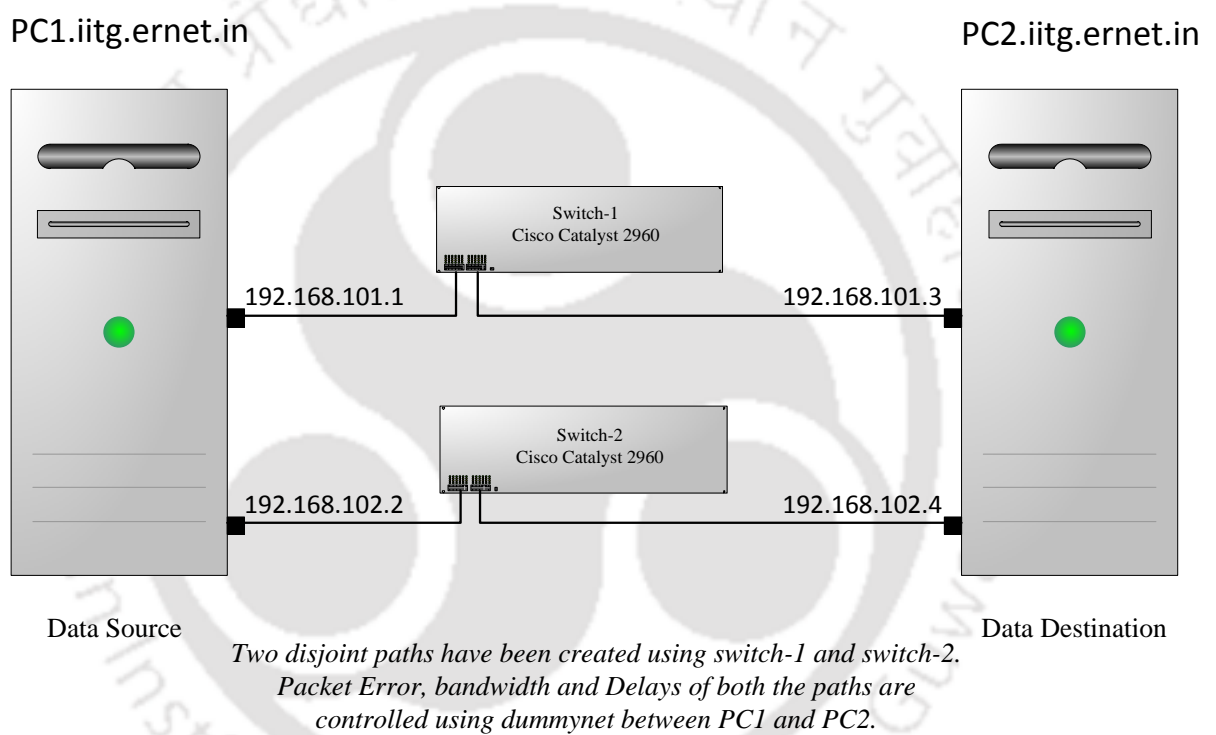 PC1.iitg.ernet.in
PC2.iitg.ernet.in
Switch-1
Cisco Catalyst 2960
192.168.101.1
192.168.101.3
Switch-2
Cisco Catalyst 2960
192.168.102.2
192.168.102.4
Data Source
Data Destination
Two disjoint paths have been created using switch-1 and switch-2.
Packet Error, bandwidth and Delays of both the paths are
controlled using dummynet between PC1 and PC2.